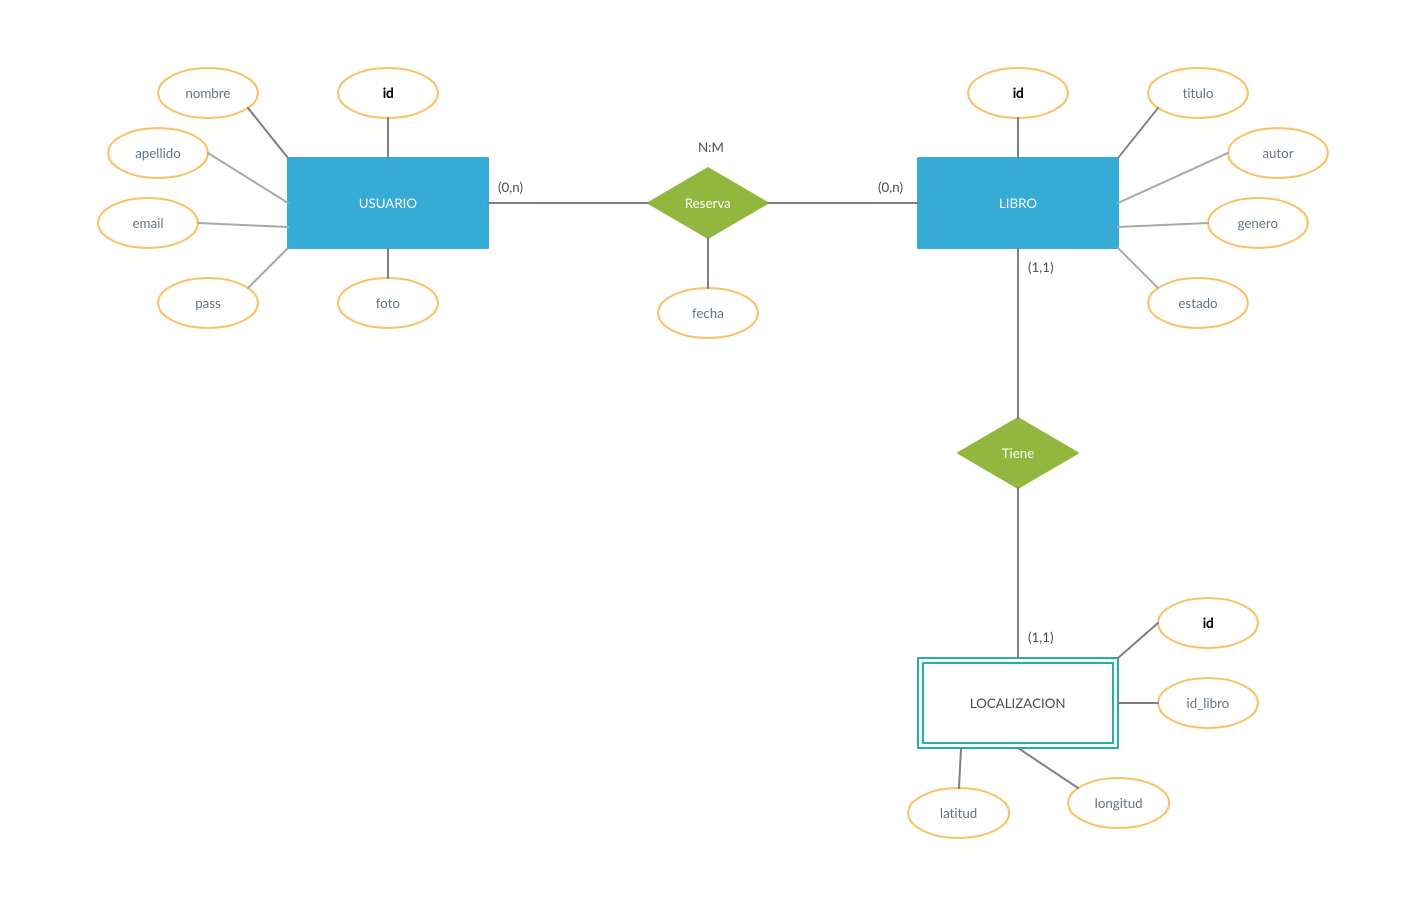 nombre
id
id
titulo
apellido
N:M
autor
(0,n)
(0,n)
USUARIO
Reserva
LIBRO
email
genero
(1,1)
pass
foto
fecha
estado
Tiene
id
(1,1)
LOCALIZACION
id_libro
latitud
longitud